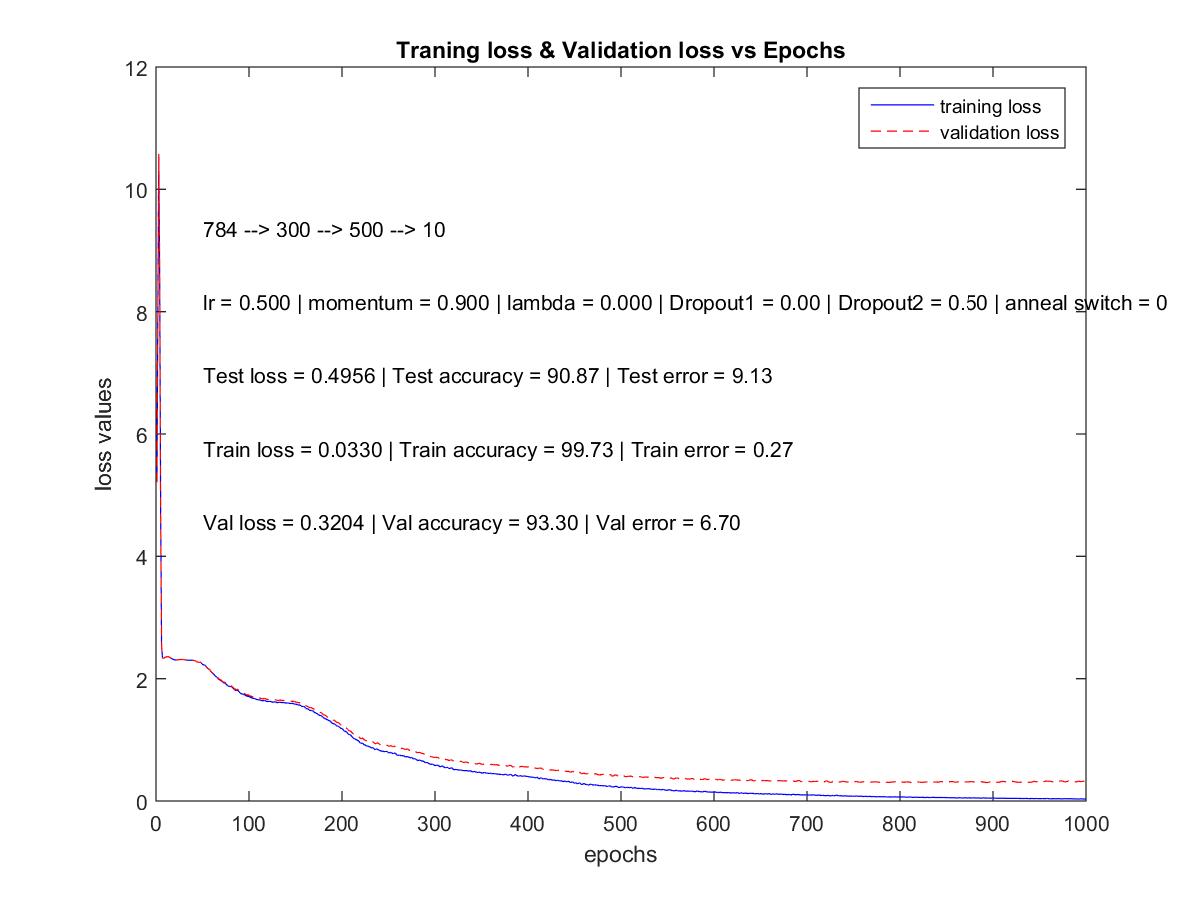 Traning loss & Validation loss vs Epochs
12
training loss
validation loss
10
784 --> 300 --> 500 --> 10
8
lr = 0.500 | momentum = 0.900 | lambda = 0.000 | Dropout1 = 0.00 | Dropout2 = 0.50 | anneal switch = 0
Test loss = 0.4956 | Test accuracy = 90.87 | Test error = 9.13
6
Train loss = 0.0330 | Train accuracy = 99.73 | Train error = 0.27
loss values
Val loss = 0.3204 | Val accuracy = 93.30 | Val error = 6.70
4
2
0
0 100 200 300 400 500 600 700 800 900 1000
epochs